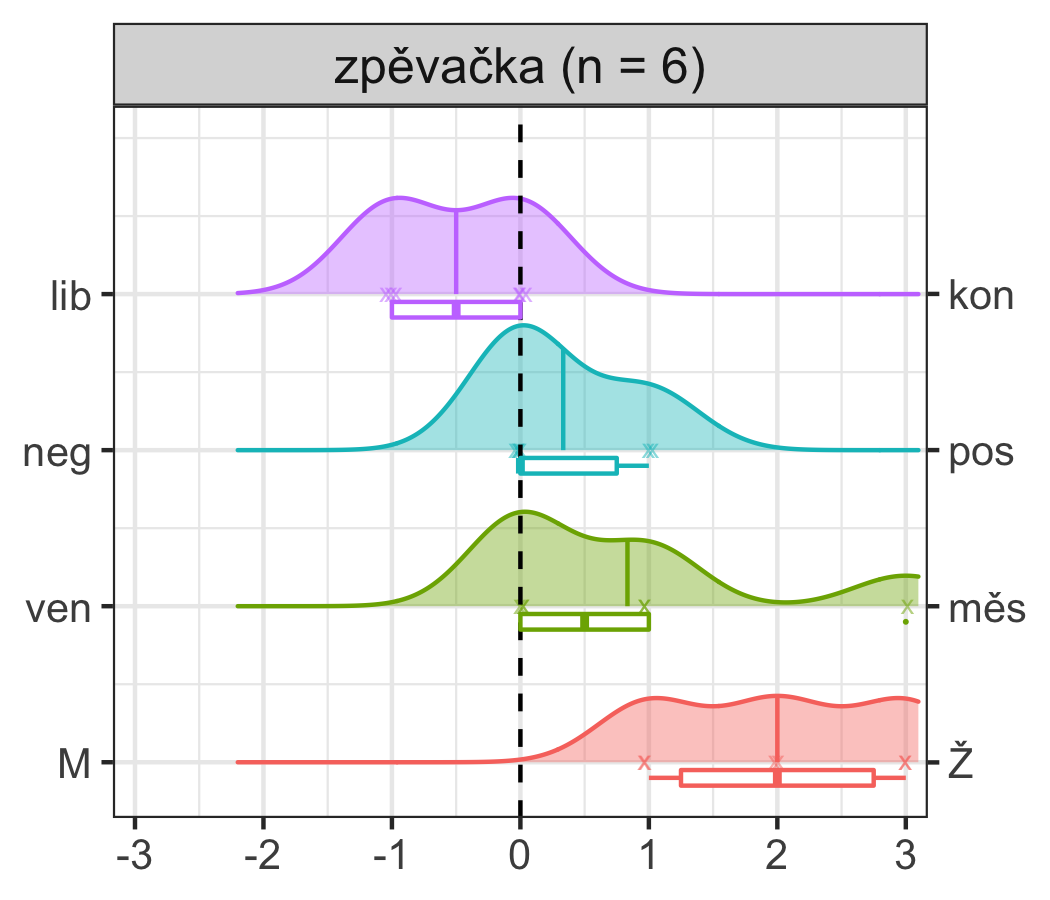 zpěvačka (n = 6)
lib kon
neg pos
ven měs
M Ž
-3 -2 -1 0 1 2 3